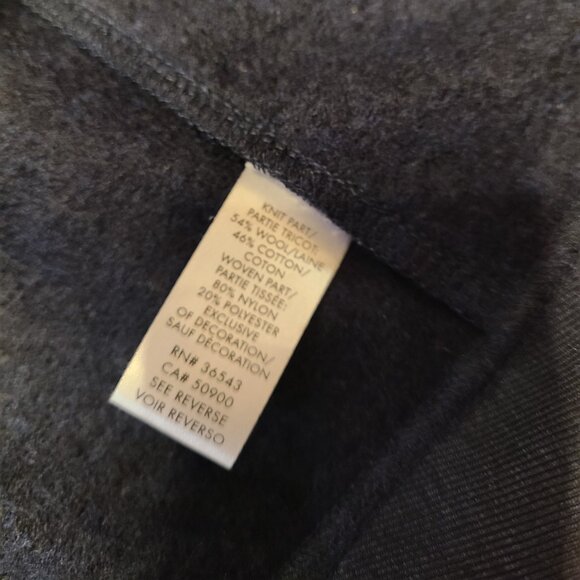 KNIT PART/
PARTIE TRICOT:
54% WOOL/LAINE
46% COTTON/
COTON
WOVEN PART/
PARTIE TISSÉE:
80% NYLON
20% POLYESTER
EXCLUSIVE
OF DECORATION/
SAUF DÉCORATION
RN# 36543
CA# 50900
SEE REVERSE
VOIR REVERSO